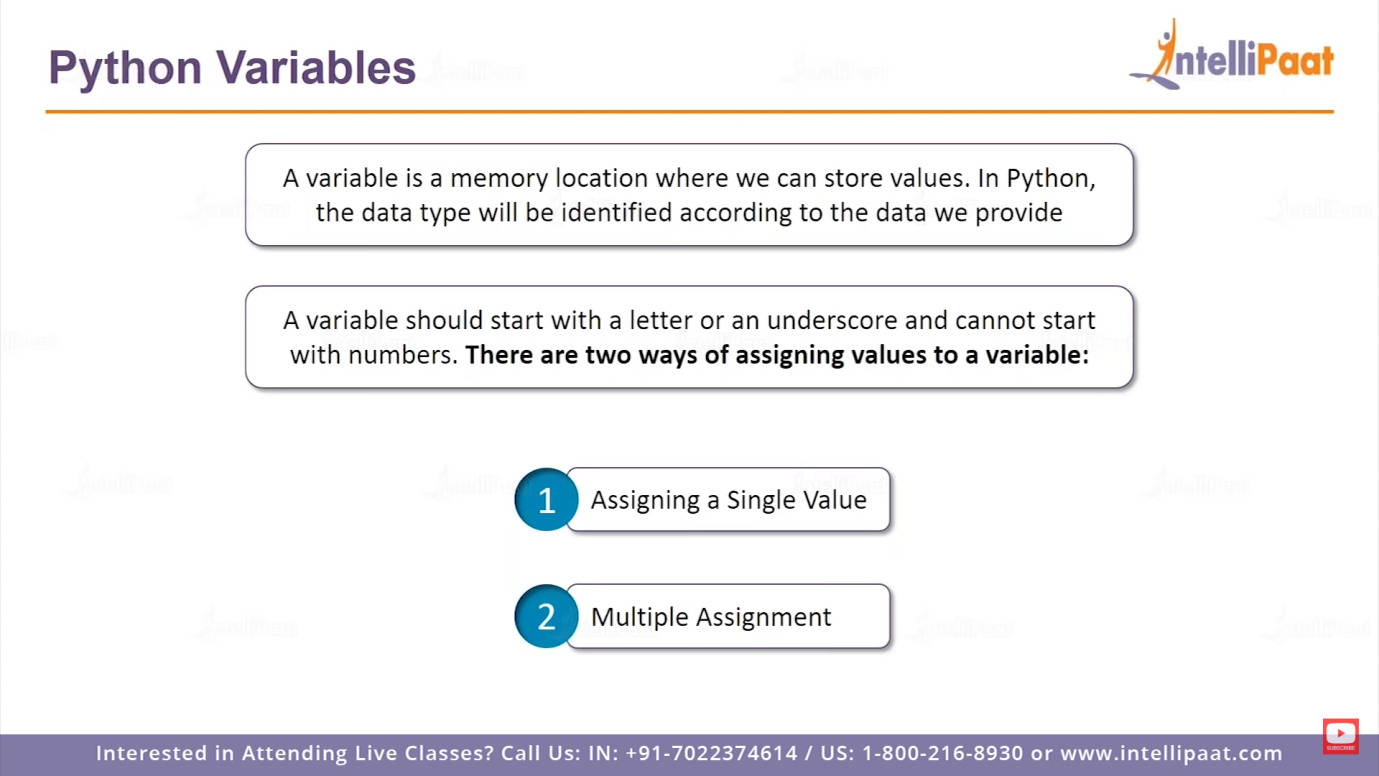 Python Variables
IntelliPaat
A variable is a memory location where we can store values. In Python,
the data type will be identified according to the data we provide
A variable should start with a letter or an underscore and cannot start
with numbers. There are two ways of assigning values to a variable:
1 Assigning a Single Value
2 Multiple Assignment
SUBSCRIBE
Interested in Attending Live Classes? Call Us: IN: +91-7022374614 / US: 1-800-216-8930 or www.intellipaat.com